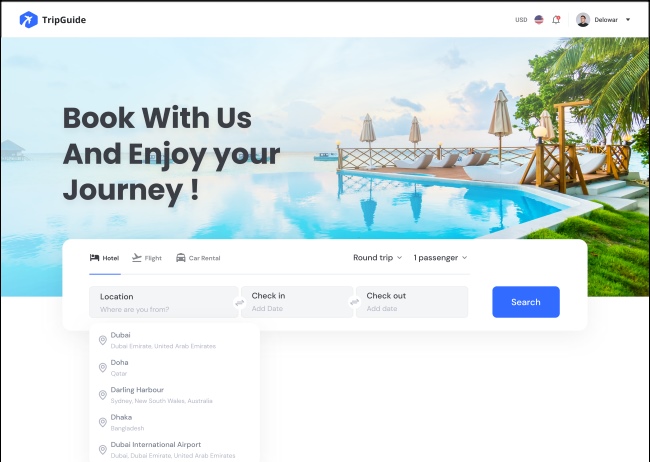 TripGuide
USD
Delowar
Book With Us
And Enjoy your
Journey !
Hotel
Flight
Car Rental
Round trip
1 passenger
Location
Where are you from?
Check in
Add Date
Check out
Add date
Search
Dubai
Dubai Emirate, United Arab Emirates
Doha
Qatar
Darling Harbour
Sydney, New South Wales, Australia
Dhaka
Bangladesh
Dubai International Airport
Dubai, Dubai Emirate, United Arab Emirates